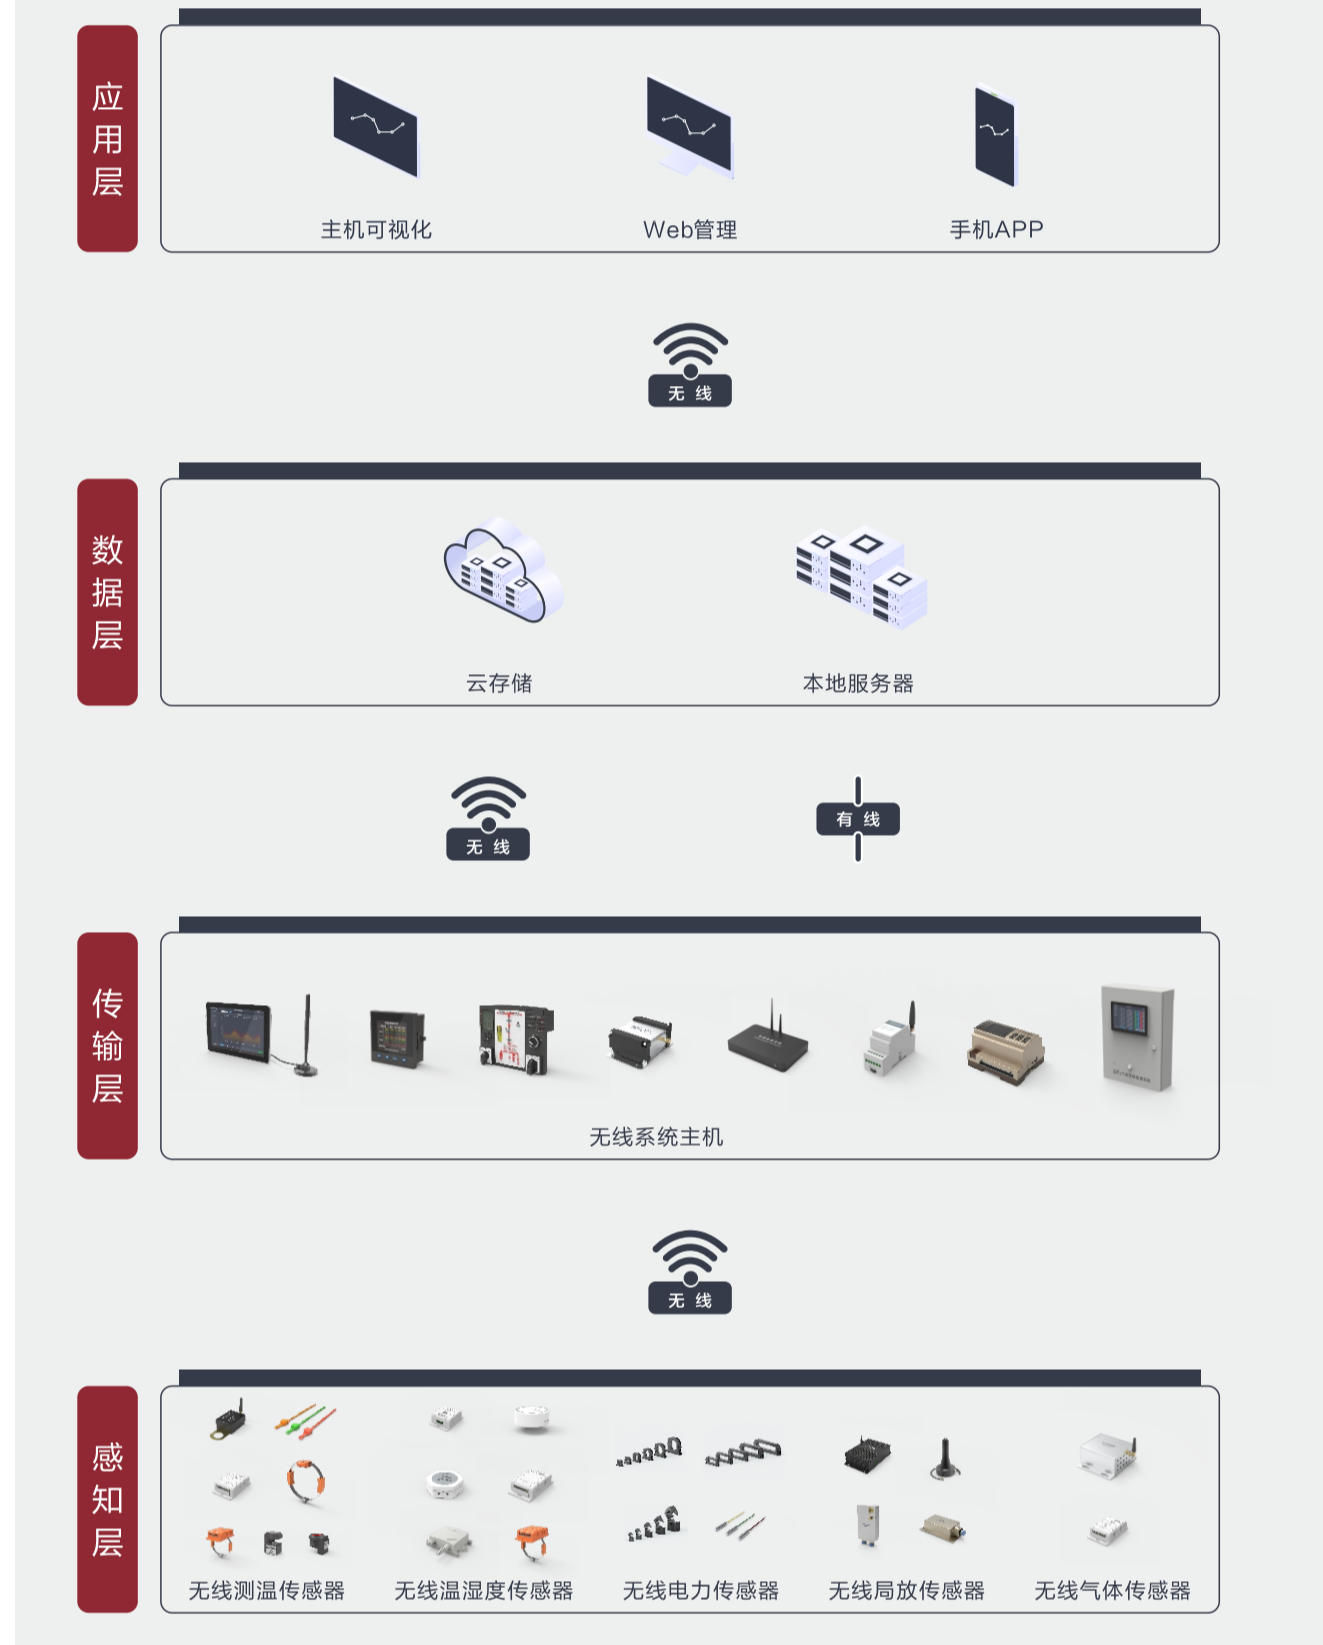 应用层
主机可视化
Web管理
手机APP
无线
数据层
云存储
本地服务器
无线
有线
传输层
无线系统主机
无线
感知层
无线测温传感器
无线温湿度传感器
无线电力传感器
无线局放传感器
无线气体传感器